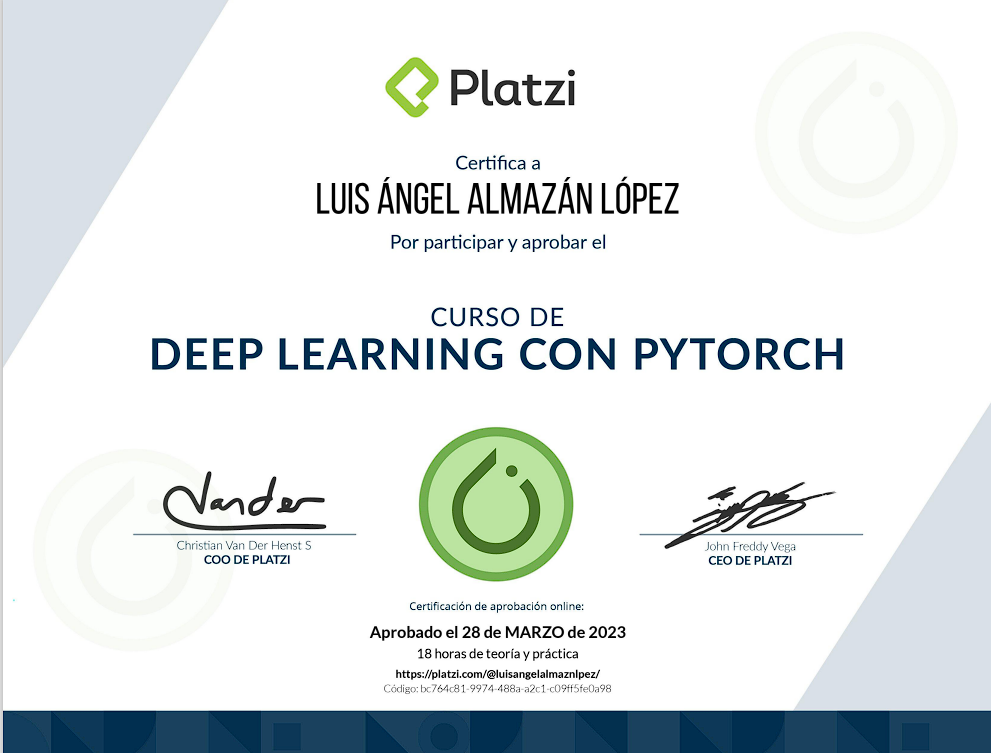 Platzi
Certifica a
LUIS ÁNGEL ALMAZÁN LÓPEZ
Por participar y aprobar el
CURSO DE
DEEP LEARNING CON PYTORCH
Vander
Christian Van Der Henst S
COO DE PLATZI
John Freddy Vega
CEO DE PLATZI
Certificación de aprobación online:
Aprobado el 28 de MARZO de 2023
18 horas de teoría y práctica
https://platzi.com/@luisangelalmaznlpez/
Código: bc764c81-9974-488a-a2c1-c09ff5fe0a98